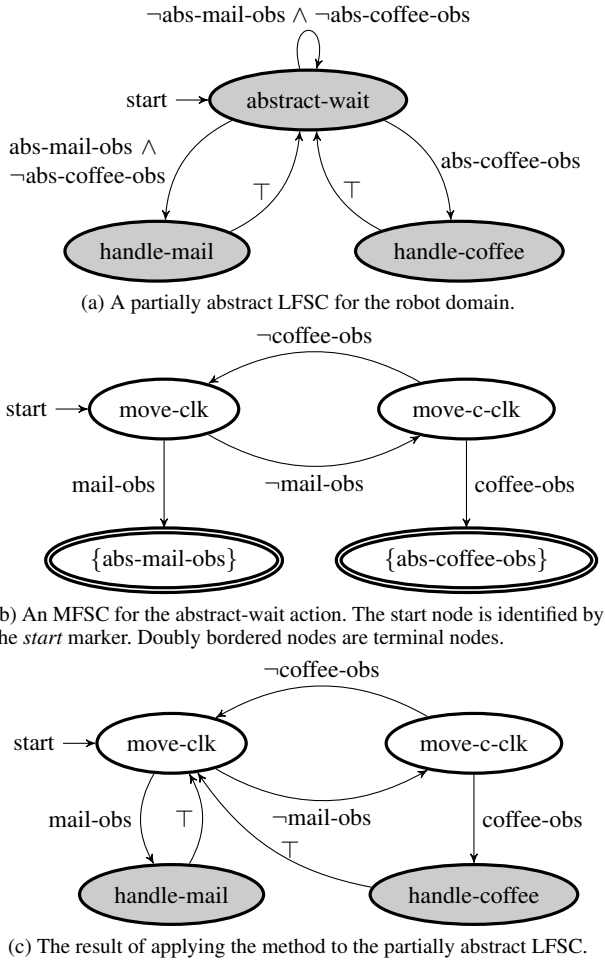 ¬abs-mail-obs ∧ ¬abs-coffee-obs
start
abstract-wait
abs-mail-obs ∧
¬abs-coffee-obs
abs-coffee-obs
⊤
⊤
handle-mail
handle-coffee
(a) A partially abstract LFSC for the robot domain.
¬coffee-obs
start
move-clk
move-c-clk
mail-obs
¬mail-obs
coffee-obs
{abs-mail-obs}
{abs-coffee-obs}
b) An MFSC for the abstract-wait action. The start node is identified by
he start marker. Doubly bordered nodes are terminal nodes.
¬coffee-obs
start
move-clk
move-c-clk
mail-obs
⊤
¬mail-obs
⊤
coffee-obs
handle-mail
handle-coffee
(c) The result of applying the method to the partially abstract LFSC.